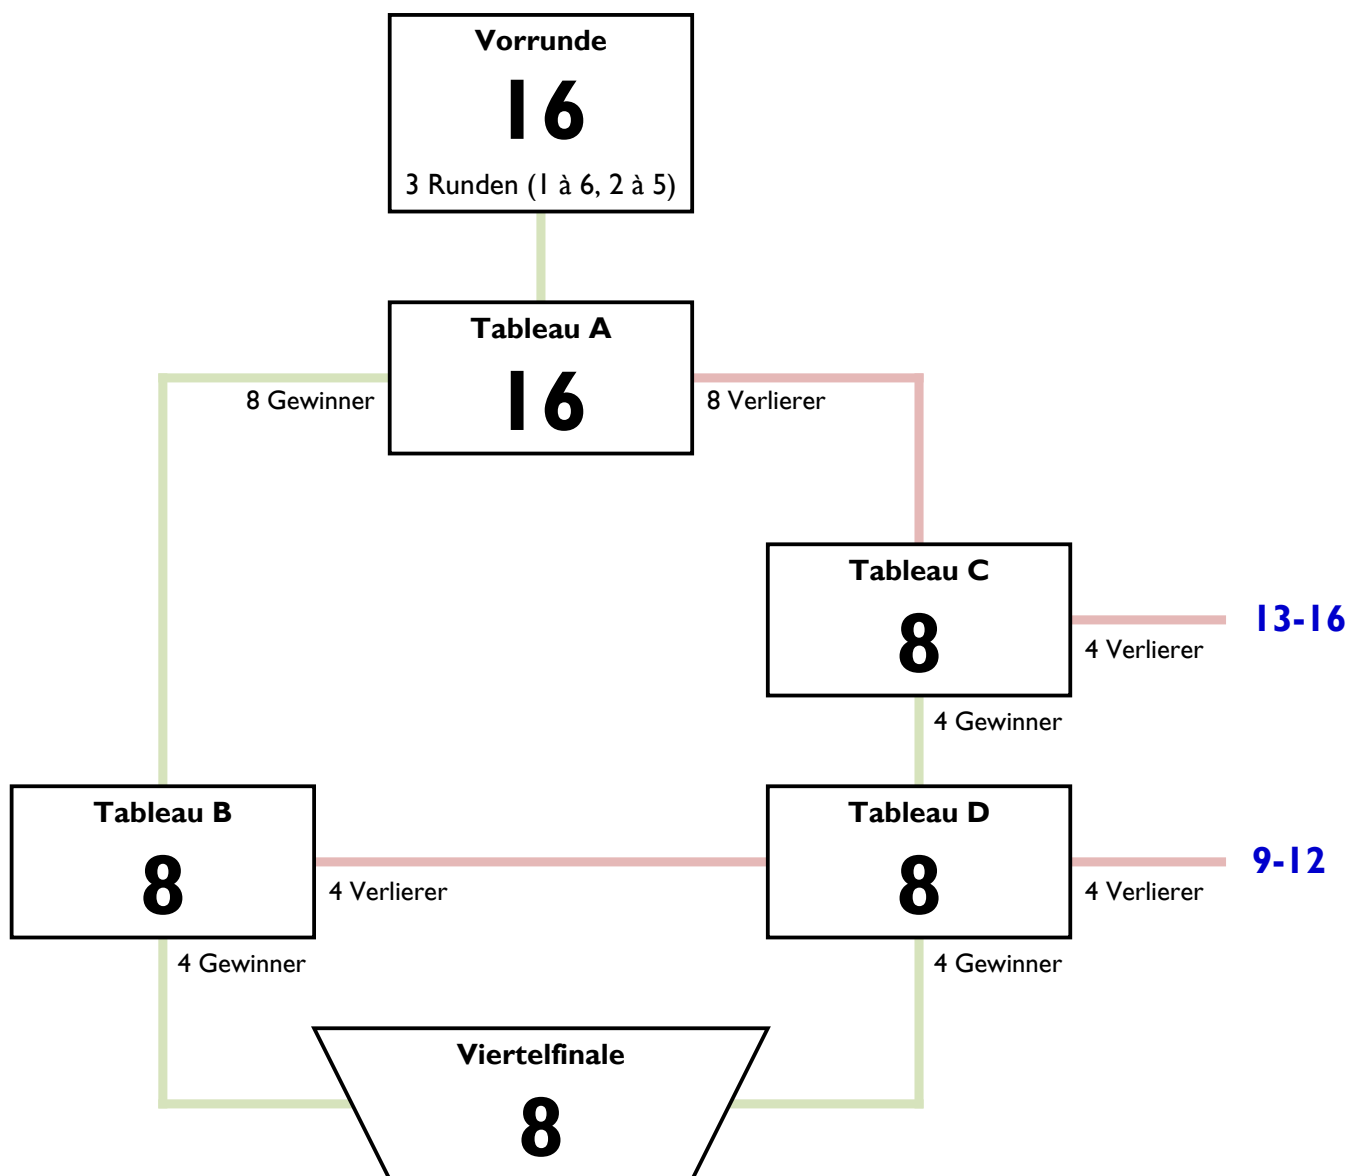 Vorrunde
16
3 Runden (1 à 6, 2 à 5)
Tableau A
16
8 Gewinner
8 Verlierer
Tableau C
8
13-16
4 Verlierer
4 Gewinner
Tableau B
8
4 Verlierer
Tableau D
8
9-12
4 Verlierer
4 Gewinner
4 Gewinner
Viertelfinale
8